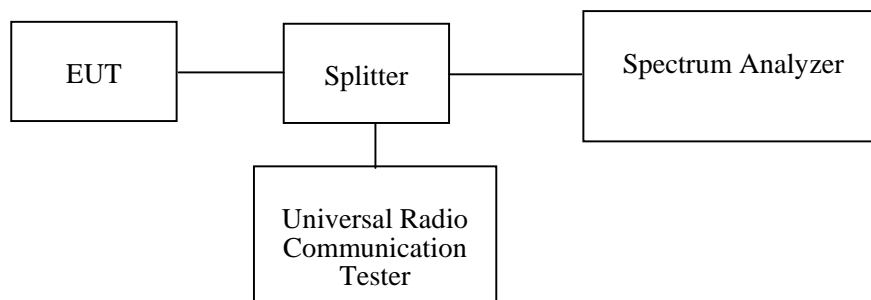 EUT
Splitter
Spectrum Analyzer
Universal Radio
Communication
Tester